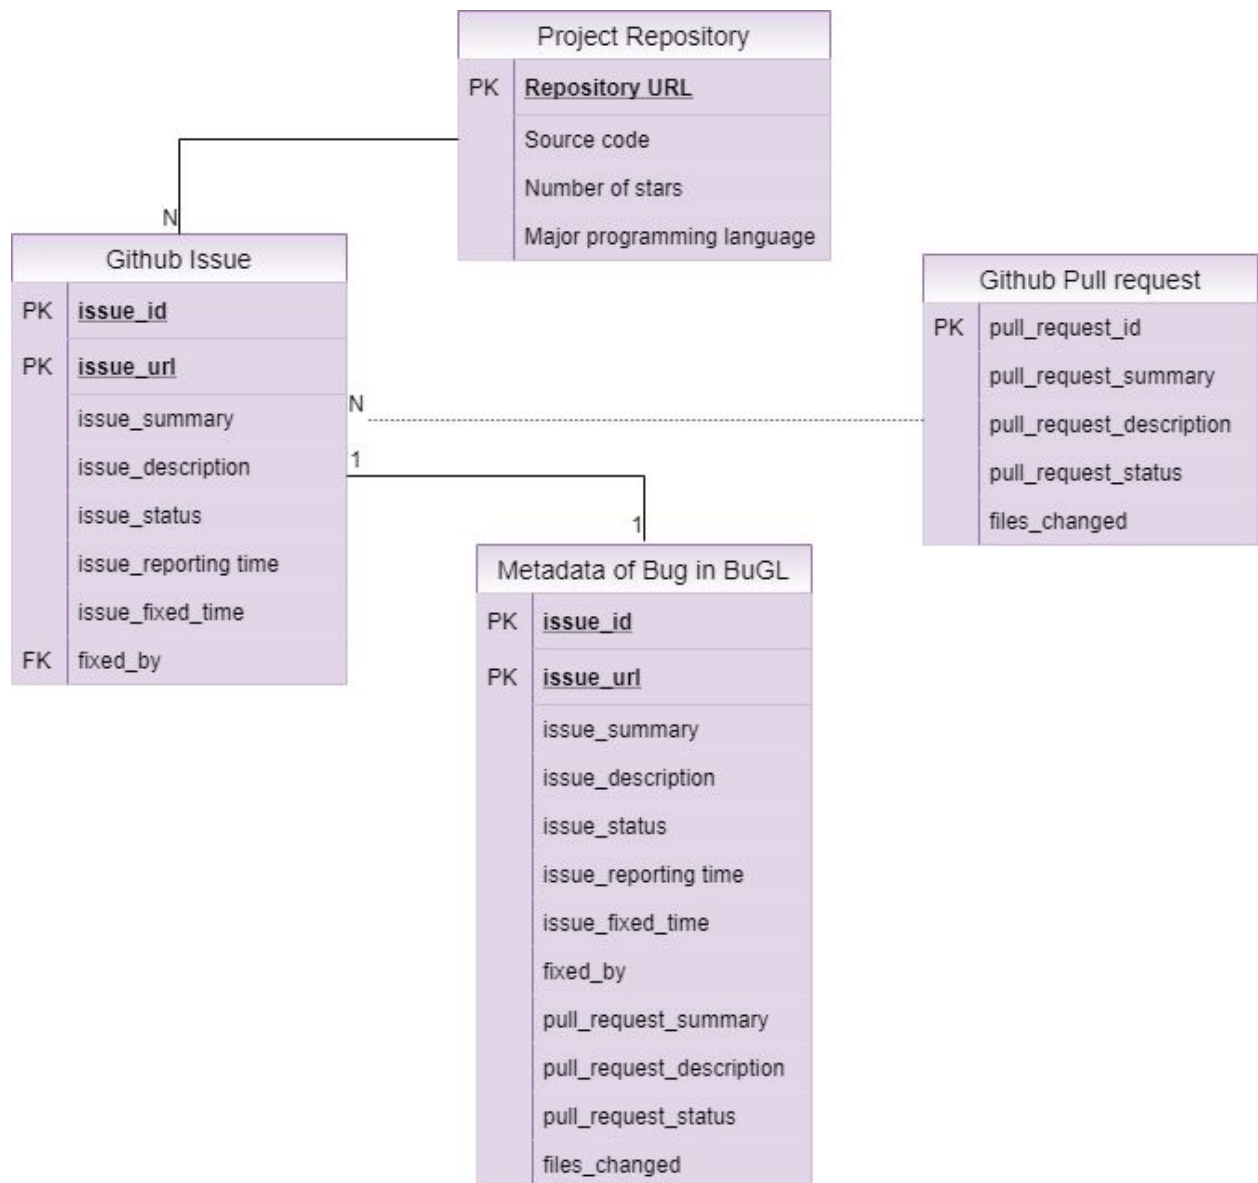 Project Repository
PK Repository URL
Source code
Number of stars
Major programming language
N
Github Issue
PK issue_id
PK issue_url
issue_summary
issue_description
issue_status
issue_reporting time
issue_fixed_time
FK fixed_by
N
1
1
Github Pull request
PK pull_request_id
pull_request_summary
pull_request_description
pull_request_status
files_changed
Metadata of Bug in BuGL
PK issue_id
PK issue_url
issue_summary
issue_description
issue_status
issue_reporting time
issue_fixed_time
fixed_by
pull_request_summary
pull_request_description
pull_request_status
files_changed